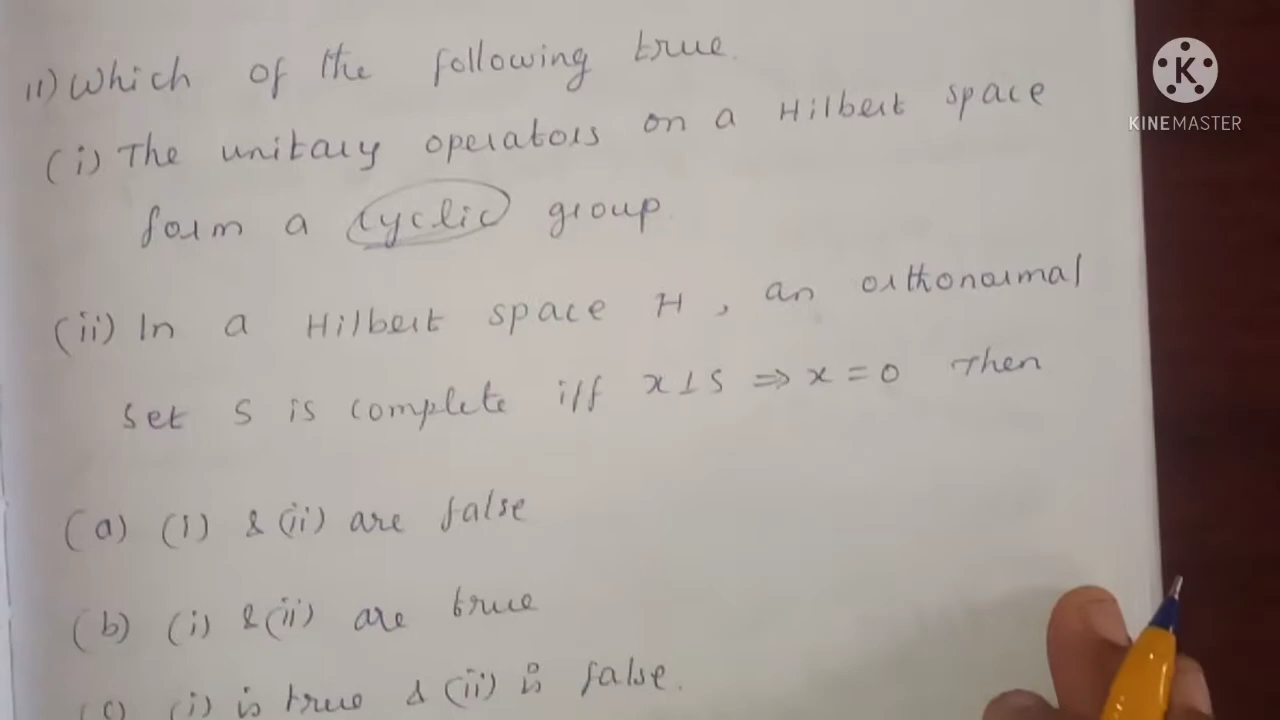 11) Which of the following true.
(i) The unitary operators on a Hilbert space
form a cyclic group
(ii) In a Hilbert space H, an orthonormal
set S is complete iff x⊥S ⇒ x = 0 Then
(a) (i) & (ii) are false
(b) (i) & (ii) are true
(c) (i) is true & (ii) is false.
K
KINEMASTER